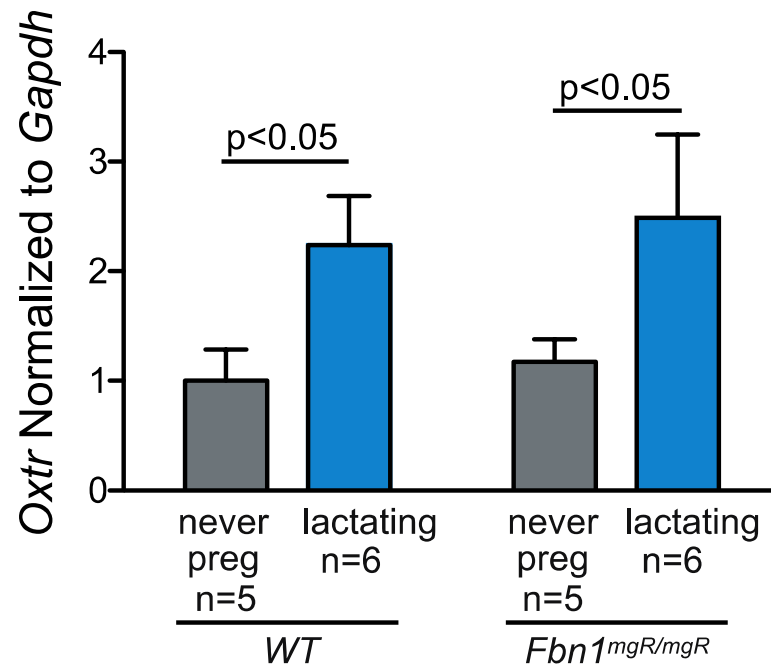 Oxtr Normalized to Gapdh
4
3
2
1
0
p<0.05
p<0.05
never
preg
n=5
lactating
n=6
never
preg
n=5
lactating
n=6
WT
Fbn1mgR/mgR